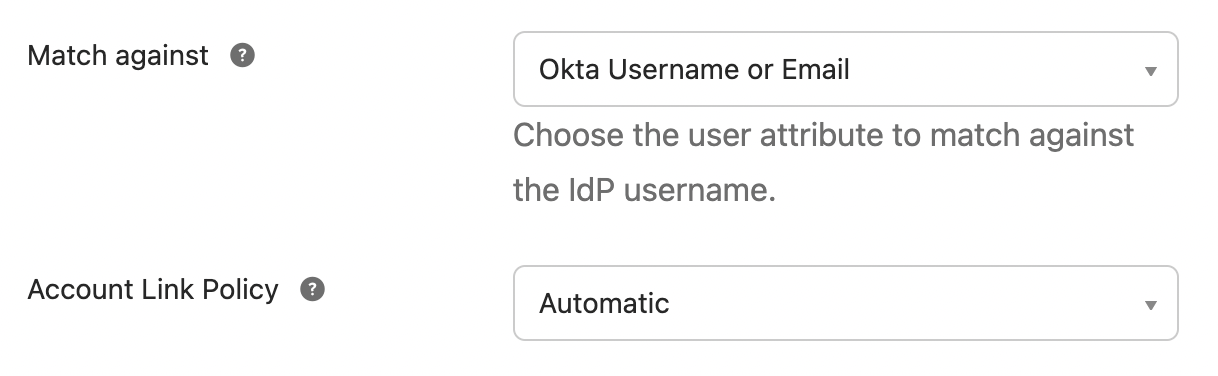 Match against ?
Okta Username or Email
Choose the user attribute to match against
the IdP username.
Account Link Policy ?
Automatic